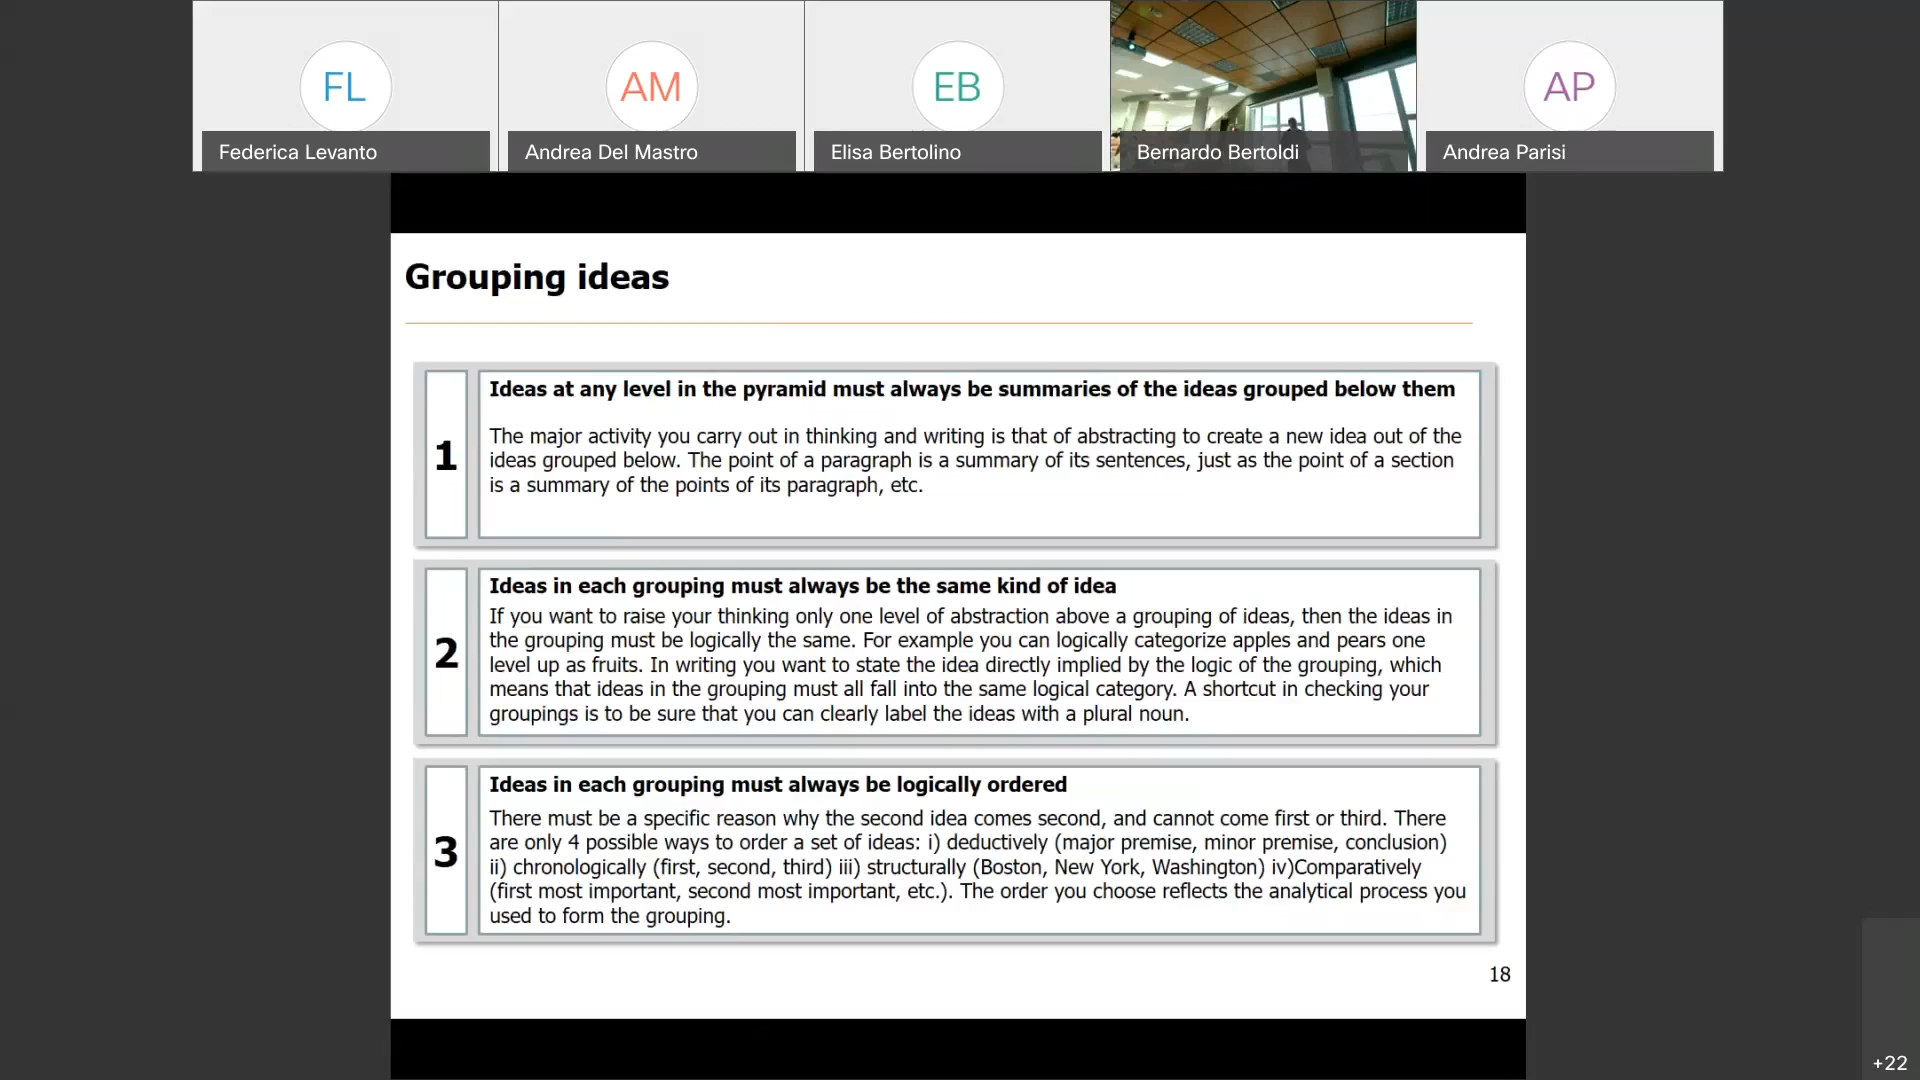 FL
Federica Levanto
AM
Andrea Del Mastro
EB
Elisa Bertolino
Bernardo Bertoldi
AP
Andrea Parisi
Grouping ideas
1
Ideas at any level in the pyramid must always be summaries of the ideas grouped below them
The major activity you carry out in thinking and writing is that of abstracting to create a new idea out of the
ideas grouped below. The point of a paragraph is a summary of its sentences, just as the point of a section
is a summary of the points of its paragraph, etc.
2
Ideas in each grouping must always be the same kind of idea
If you want to raise your thinking only one level of abstraction above a grouping of ideas, then the ideas in
the grouping must be logically the same. For example you can logically categorize apples and pears one
level up as fruits. In writing you want to state the idea directly implied by the logic of the grouping, which
means that ideas in the grouping must all fall into the same logical category. A shortcut in checking your
groupings is to be sure that you can clearly label the ideas with a plural noun.
3
Ideas in each grouping must always be logically ordered
There must be a specific reason why the second idea comes second, and cannot come first or third. There
are only 4 possible ways to order a set of ideas: i) deductively (major premise, minor premise, conclusion)
ii) chronologically (first, second, third) iii) structurally (Boston, New York, Washington) iv)Comparatively
(first most important, second most important, etc.). The order you choose reflects the analytical process you
used to form the grouping.
18
+22